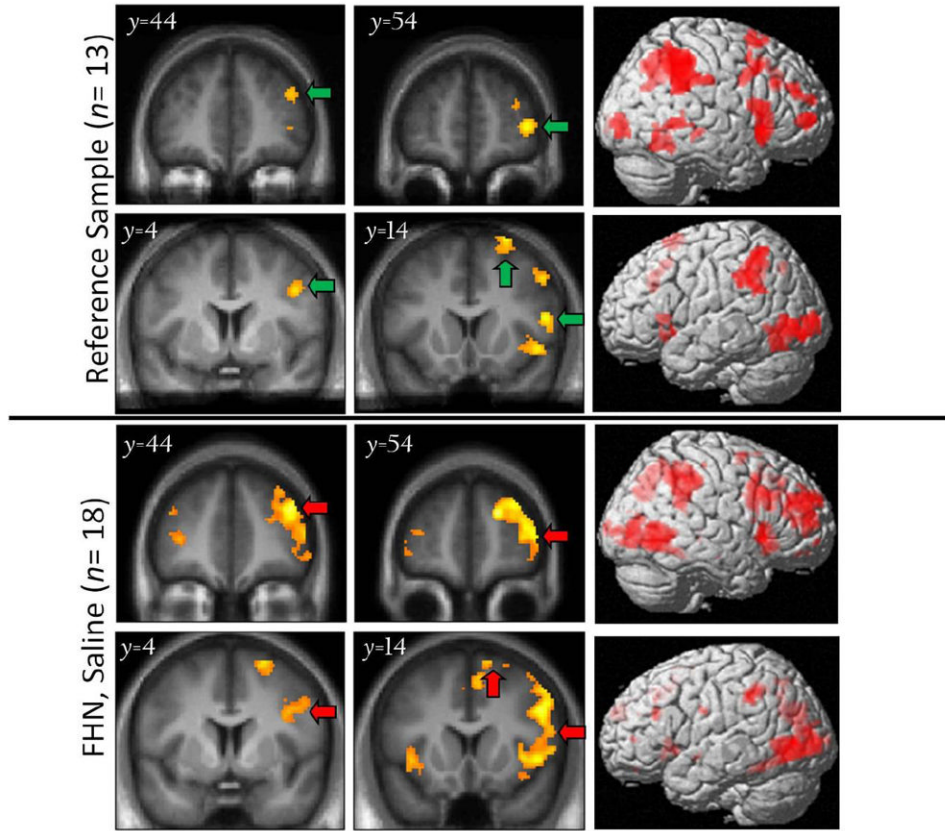 Reference Sample (n= 13)
y=44
y=54
y=4
y=14
FHN, Saline (n= 18)
y=44
y=54
y=4
y=14